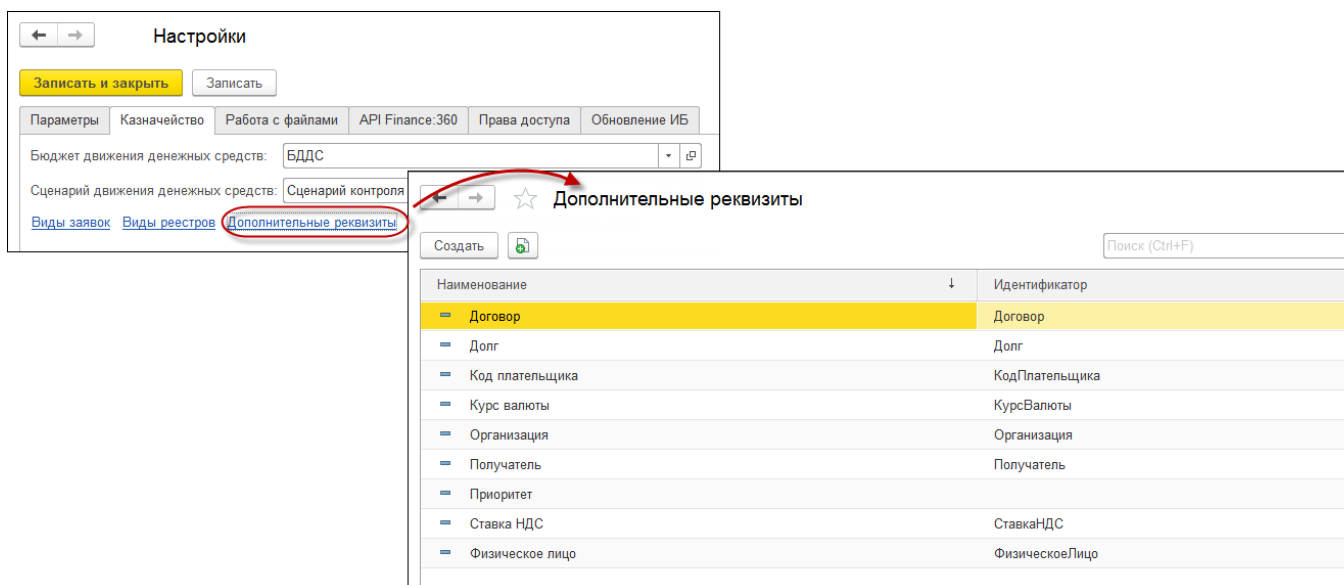 Настройки
Записать и закрыть Записать
Параметры Казначейство Работа с файлами API Finance:360 Права доступа Обновление ИБ
Бюджет движения денежных средств: БДДС
Сценарий движения денежных средств: Сценарий контроля
Виды заявок Виды реестров Дополнительные реквизиты
Дополнительные реквизиты
Создать Поиск (Ctrl+F)
Наименование ↓ Идентификатор
Договор Договор
Долг Долг
Код плательщика КодПлательщика
Курс валюты КурсВалюты
Организация Организация
Получатель Получатель
Приоритет
Ставка НДС СтавкаНДС
Физическое лицо ФизическоеЛицо